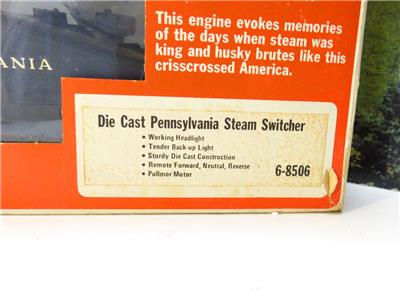 This engine evokes memories
of the days when steam was
king and husky brutes like this
crisscrossed America.
VANIA
Die Cast Pennsylvania Steam Switcher
• Working Headlight
• Tender Back-up Light
• Sturdy Die Cast Construction
• Remote Forward, Neutral, Reverse
• Pullmor Motor
6-8506